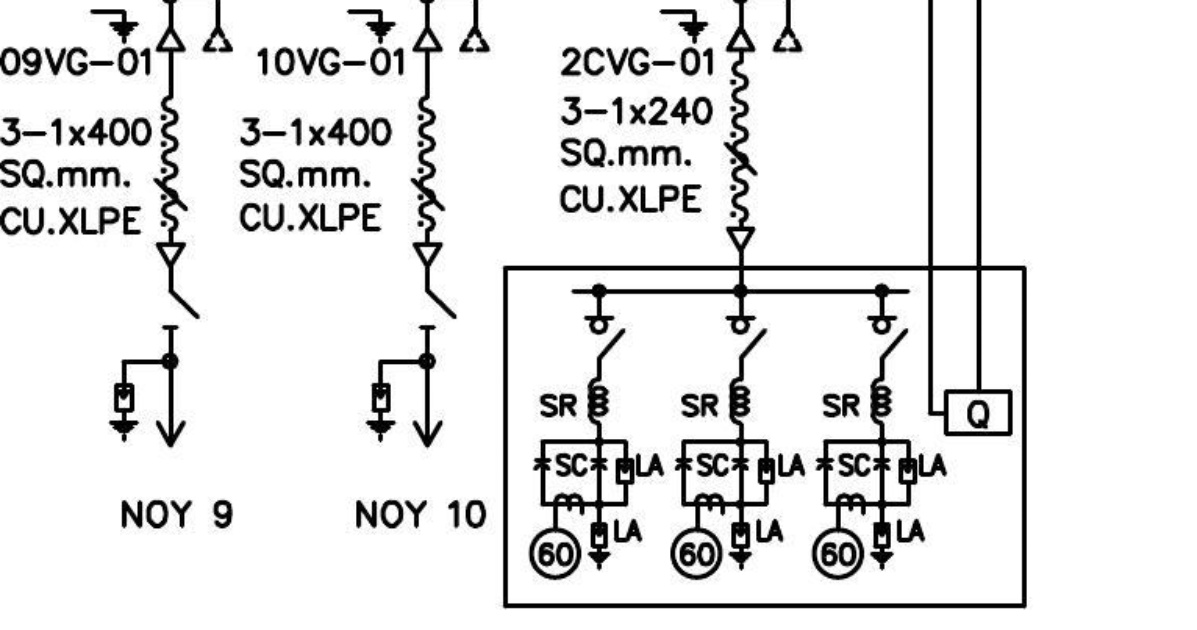 09VG-01
3-1x400
SQ.mm.
CU.XLPE
NOY 9
10VG-01
3-1x400
SQ.mm.
CU.XLPE
NOY 10
2CVG-01
3-1x240
SQ.mm.
CU.XLPE
SR SR SR Q
SC LA SC LA SC LA
LA LA LA
60 60 60